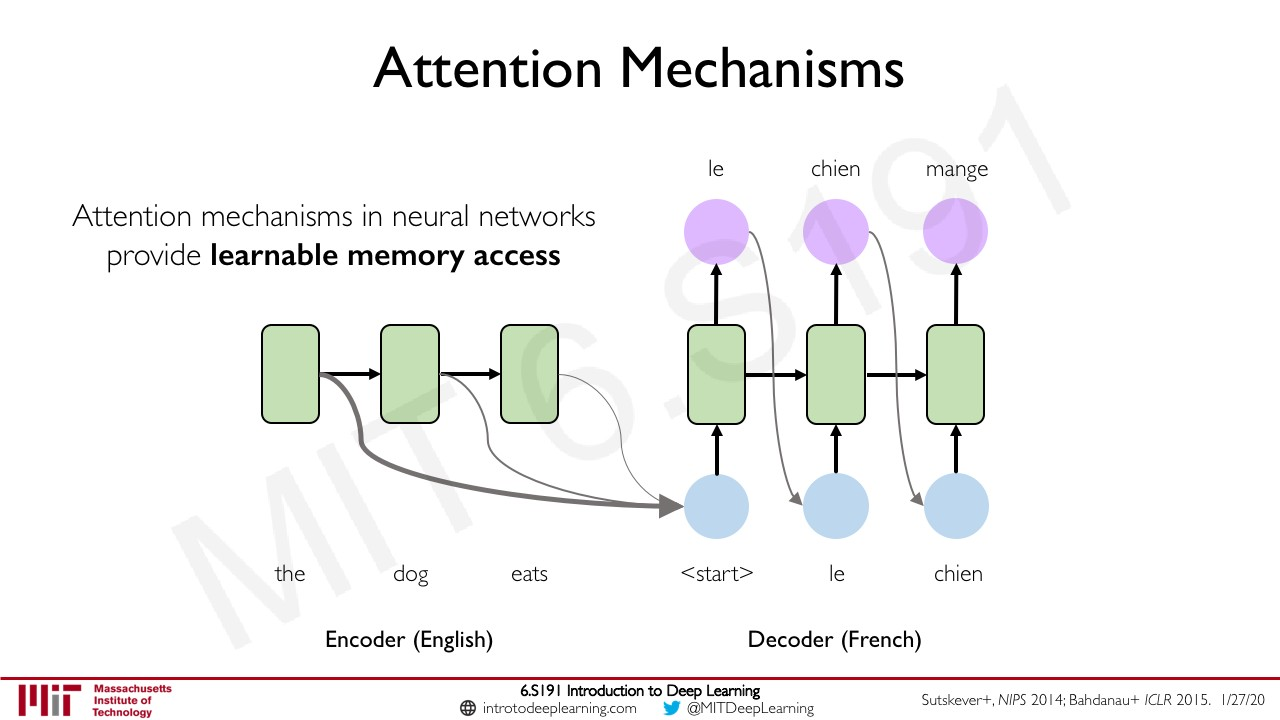 Attention Mechanisms
Attention mechanisms in neural networks
provide learnable memory access
le chien mange
the dog eats
<start> le chien
Encoder (English)
Decoder (French)
MIT 6.S191
Massachusetts
Institute of
Technology
6.S191 Introduction to Deep Learning
introtodeeplearning.com @MITDeepLearning
Sutskever+, NIPS 2014; Bahdanau+ ICLR 2015. 1/27/20